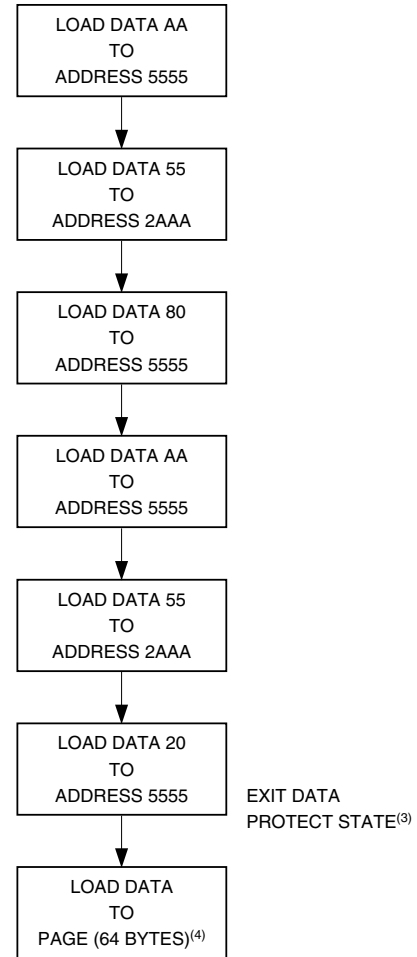 LOAD DATA AA
TO
ADDRESS 5555
LOAD DATA 55
TO
ADDRESS 2AAA
LOAD DATA 80
TO
ADDRESS 5555
LOAD DATA AA
TO
ADDRESS 5555
LOAD DATA 55
TO
ADDRESS 2AAA
LOAD DATA 20
TO
ADDRESS 5555
EXIT DATA
PROTECT STATE(3)
LOAD DATA
TO
PAGE (64 BYTES)(4)